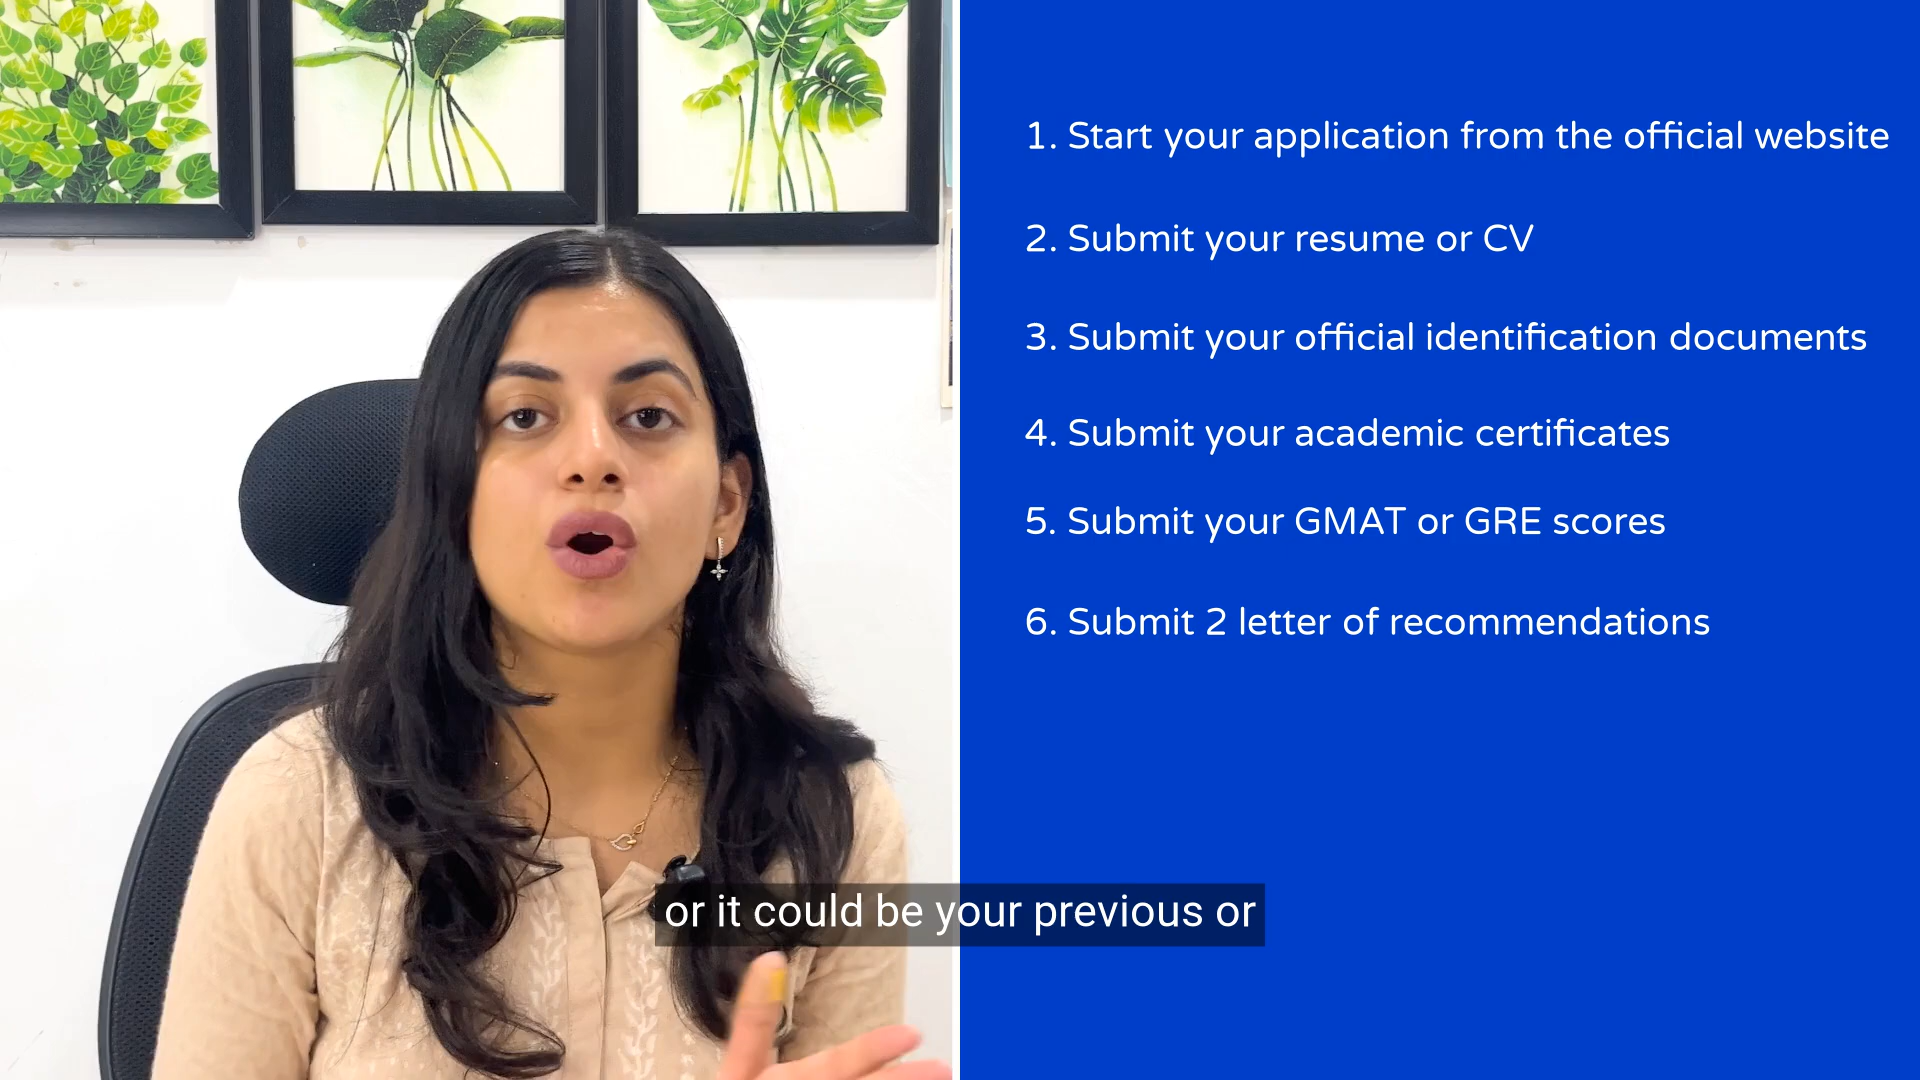 1. Start your application from the official website
2. Submit your resume or CV
3. Submit your official identification documents
4. Submit your academic certificates
5. Submit your GMAT or GRE scores
6. Submit 2 letter of recommendations
or it could be your previous or